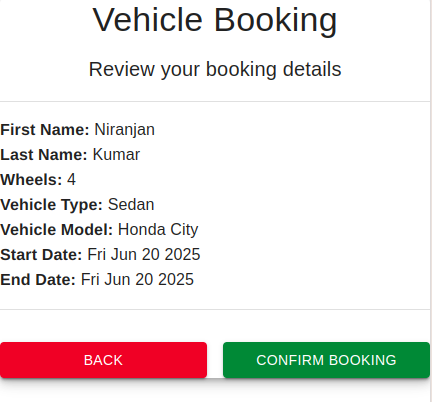 Vehicle Booking
Review your booking details
First Name: Niranjan
Last Name: Kumar
Wheels: 4
Vehicle Type: Sedan
Vehicle Model: Honda City
Start Date: Fri Jun 20 2025
End Date: Fri Jun 20 2025
BACK CONFIRM BOOKING